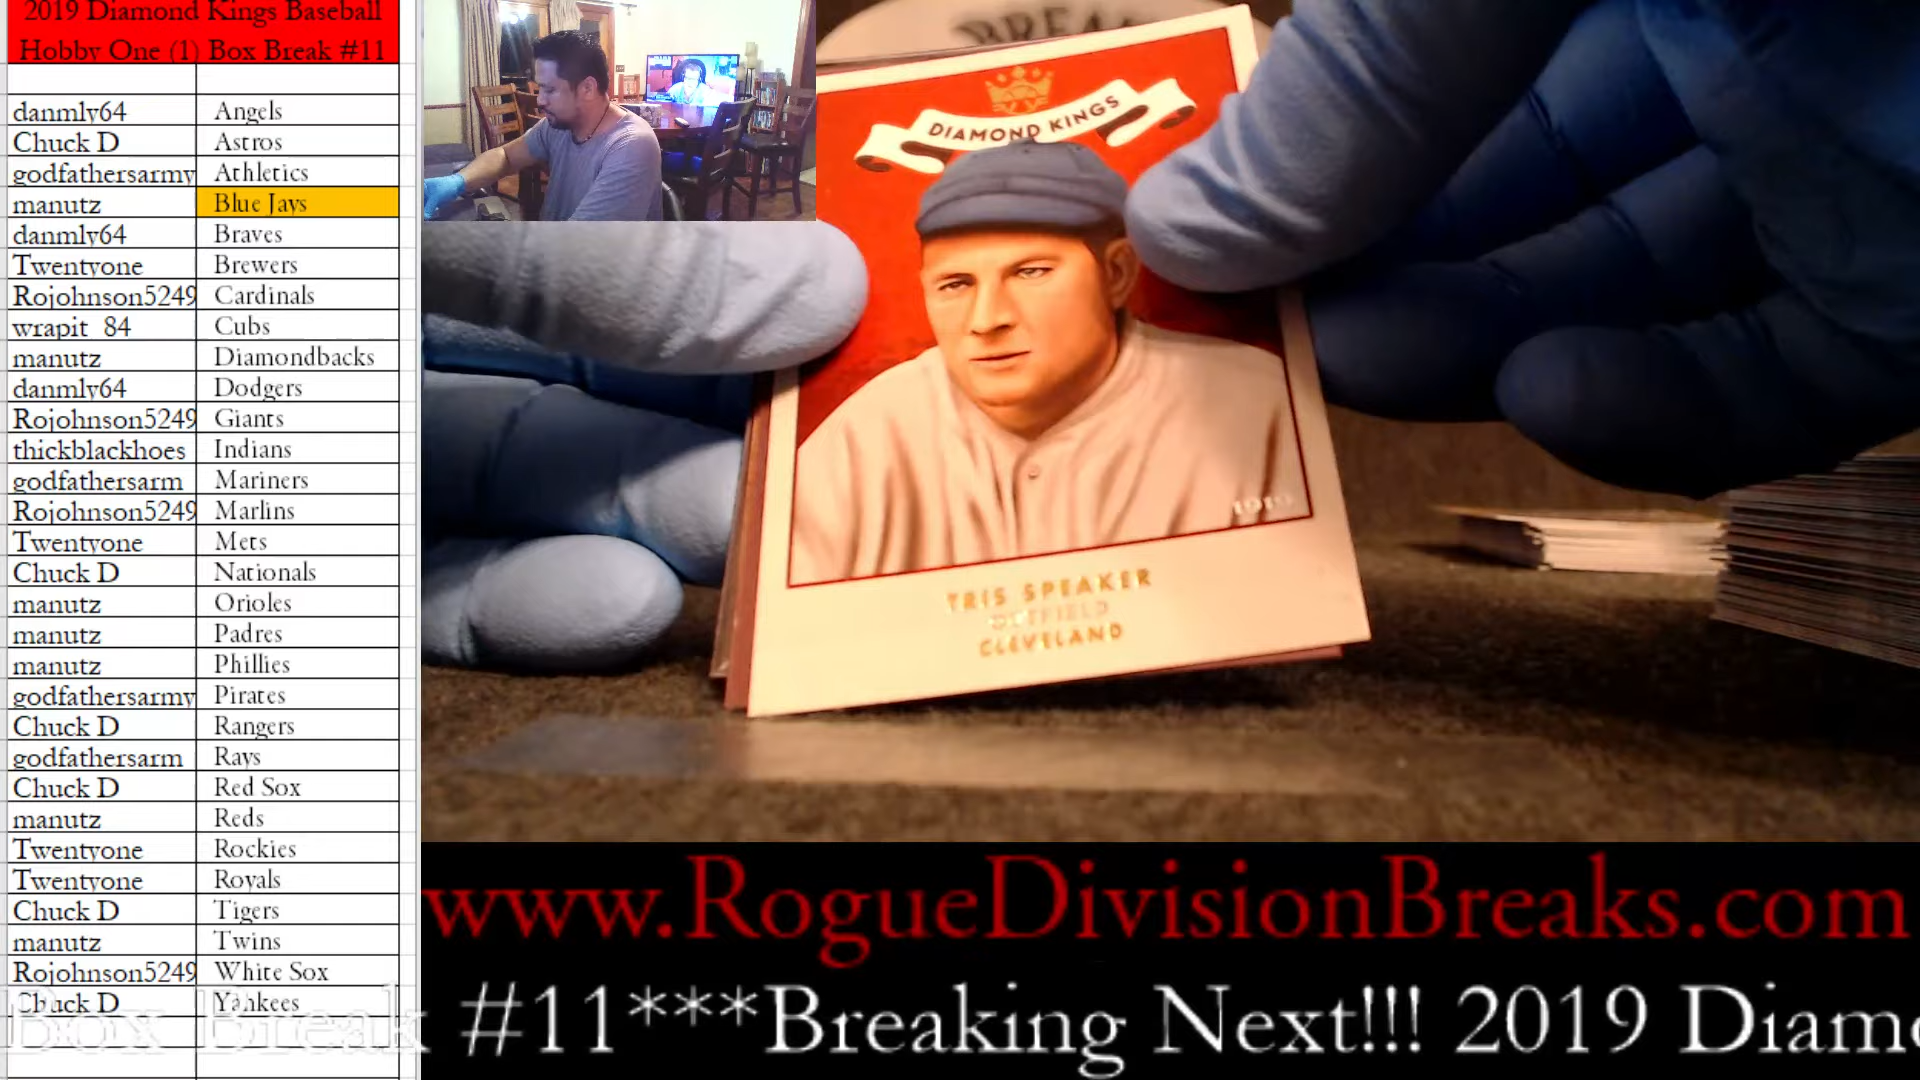 2019 Diamond Kings Baseball
Hobby One (1) Box Break #11
danmly64 Angels
Chuck D Astros
godfathersarmy Athletics
manutz Blue Jays
danmly64 Braves
Twentyone Brewers
Rojohnson5249 Cardinals
wrapit_84 Cubs
manutz Diamondbacks
danmly64 Dodgers
Rojohnson5249 Giants
thickblackhoes Indians
godfathersarm Mariners
Rojohnson5249 Marlins
Twentyone Mets
Chuck D Nationals
manutz Orioles
manutz Padres
manutz Phillies
godfathersarmy Pirates
Chuck D Rangers
godfathersarm Rays
Chuck D Red Sox
manutz Reds
Twentyone Rockies
Twentyone Royals
Chuck D Tigers
manutz Twins
Rojohnson5249 White Sox
Chuck D Yankees
BREAK
DIAMOND KINGS
1919
TRIS SPEAKER
OUTFIELD
CLEVELAND
www.RogueDivisionBreaks.com
Box Break #11***Breaking Next!!! 2019 Diam